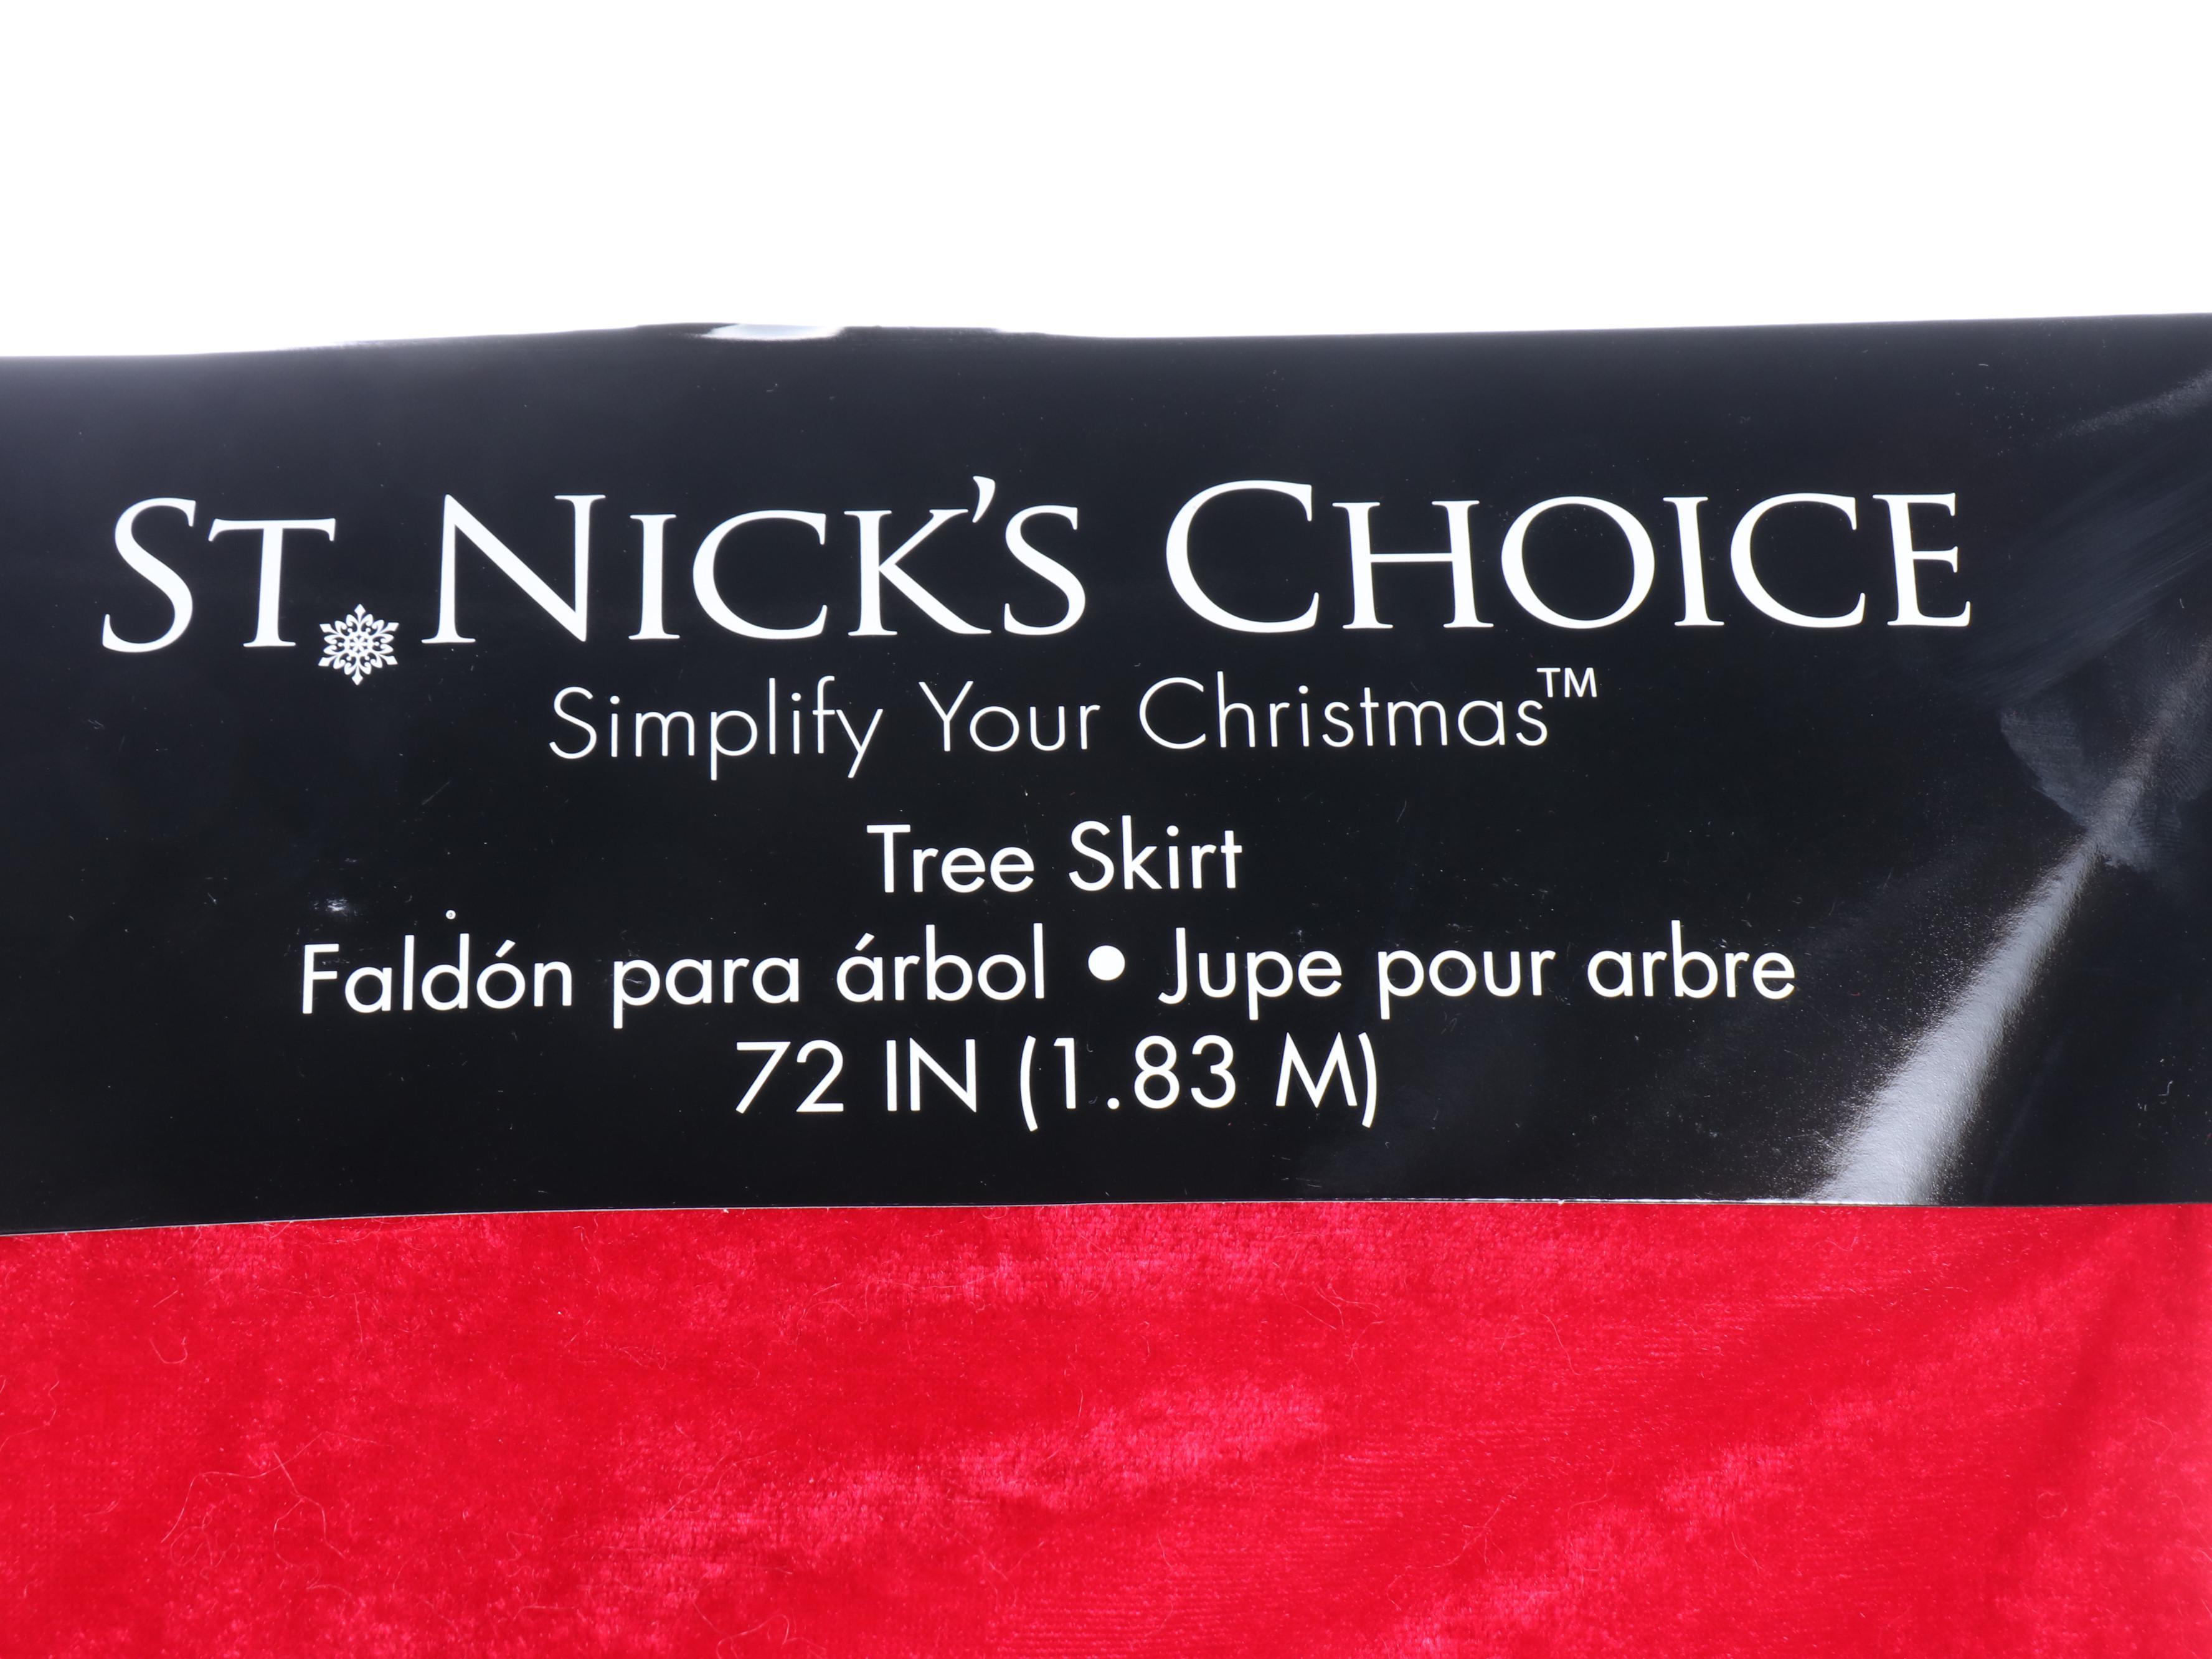 ST. NICK'S CHOICE
Simplify Your Christmas™
Tree Skirt
Faldón para árbol • Jupe pour arbre
72 IN (1.83 M)